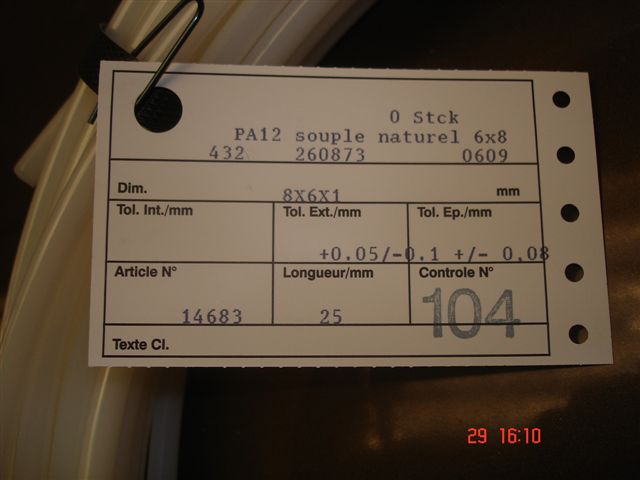 0 Stck
PA12 souple naturel 6x8
432 260873 0609
Dim. 8X6X1 mm
Tol. Int./mm Tol. Ext./mm Tol. Ep./mm
+0.05/-0.1 +/- 0,08
Article N° Longueur/mm Controle N°
14683 25 104
Texte Cl.
29 16:10